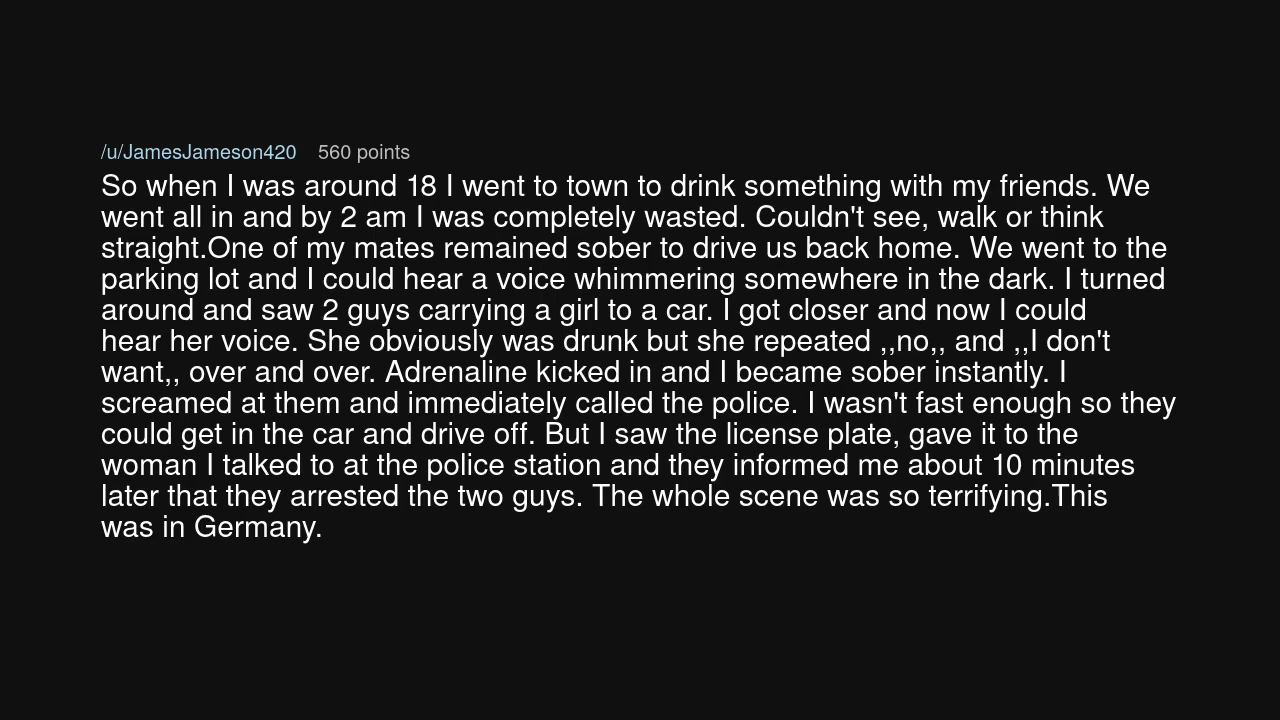 /u/JamesJameson420 560 points
So when I was around 18 I went to town to drink something with my friends. We
went all in and by 2 am I was completely wasted. Couldn't see, walk or think
straight.One of my mates remained sober to drive us back home. We went to the
parking lot and I could hear a voice whimmering somewhere in the dark. I turned
around and saw 2 guys carrying a girl to a car. I got closer and now I could
hear her voice. She obviously was drunk but she repeated ,,no,, and ,,I don't
want,, over and over. Adrenaline kicked in and I became sober instantly. I
screamed at them and immediately called the police. I wasn't fast enough so they
could get in the car and drive off. But I saw the license plate, gave it to the
woman I talked to at the police station and they informed me about 10 minutes
later that they arrested the two guys. The whole scene was so terrifying.This
was in Germany.